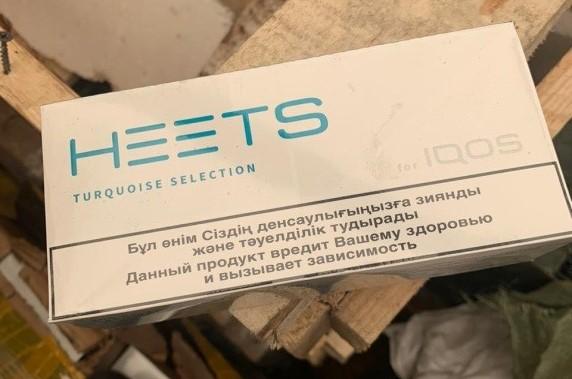 HEETS
TURQUOISE SELECTION
for IQOS
Бұл өнім Сіздің денсаулығыңызға зиянды
және тәуелділік тудырады
Данный продукт вредит Вашему здоровью
и вызывает зависимость